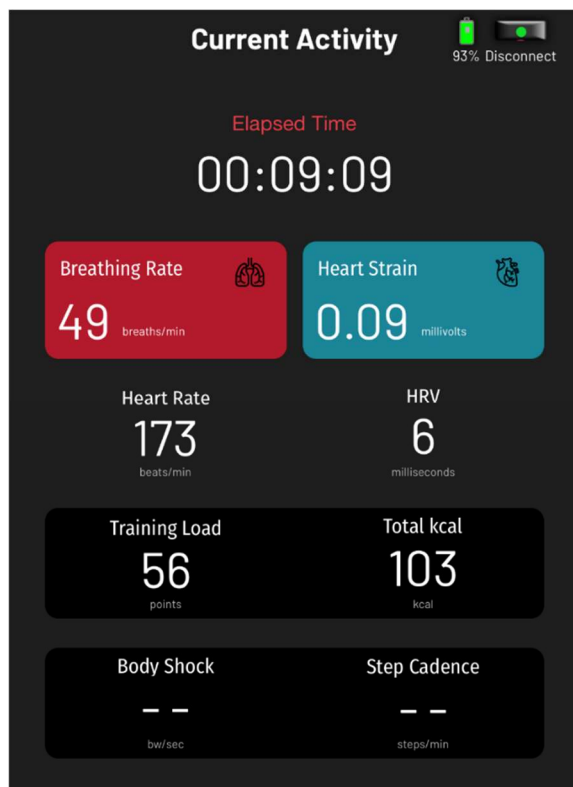 Current Activity
93% Disconnect
Elapsed Time
00:09:09
Breathing Rate
49 breaths/min
Heart Strain
0.09 millivolts
Heart Rate
173
beats/min
HRV
6
milliseconds
Training Load
56
points
Total kcal
103
kcal
Body Shock
– –
bw/sec
Step Cadence
– –
steps/min